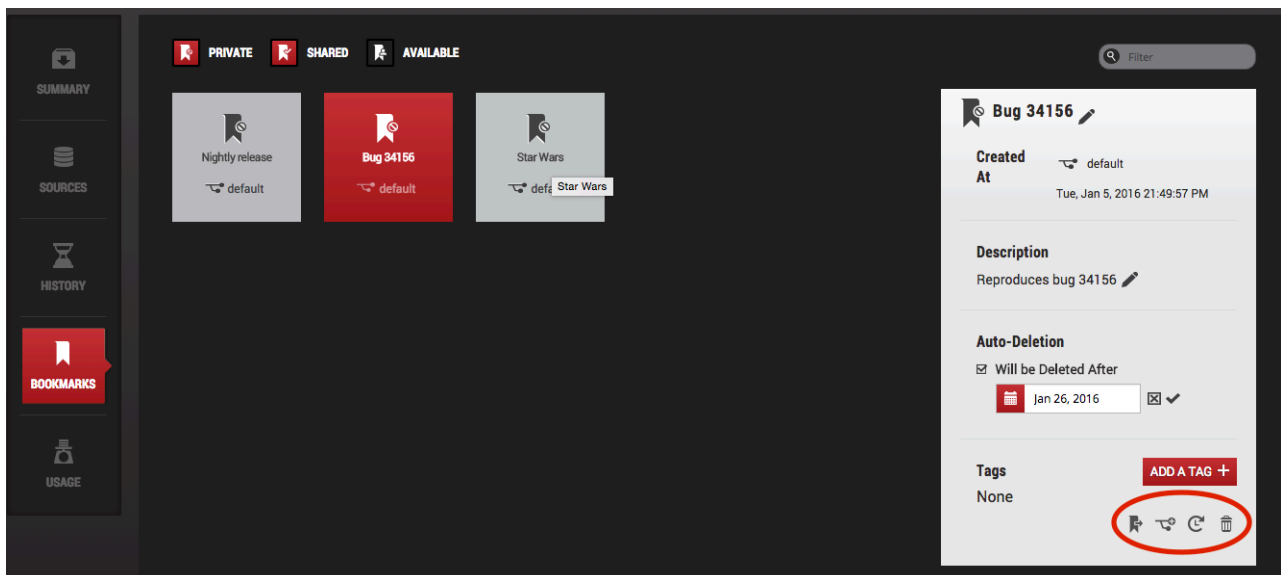 PRIVATE SHARED AVAILABLE
Filter
SUMMARY
SOURCES
HISTORY
BOOKMARKS
USAGE
Nightly release
default
Bug 34156
default
Star Wars
defa
Star Wars
Bug 34156
Created At
default
Tue, Jan 5, 2016 21:49:57 PM
Description
Reproduces bug 34156
Auto-Deletion
Will be Deleted After
Jan 26, 2016
Tags
ADD A TAG +
None